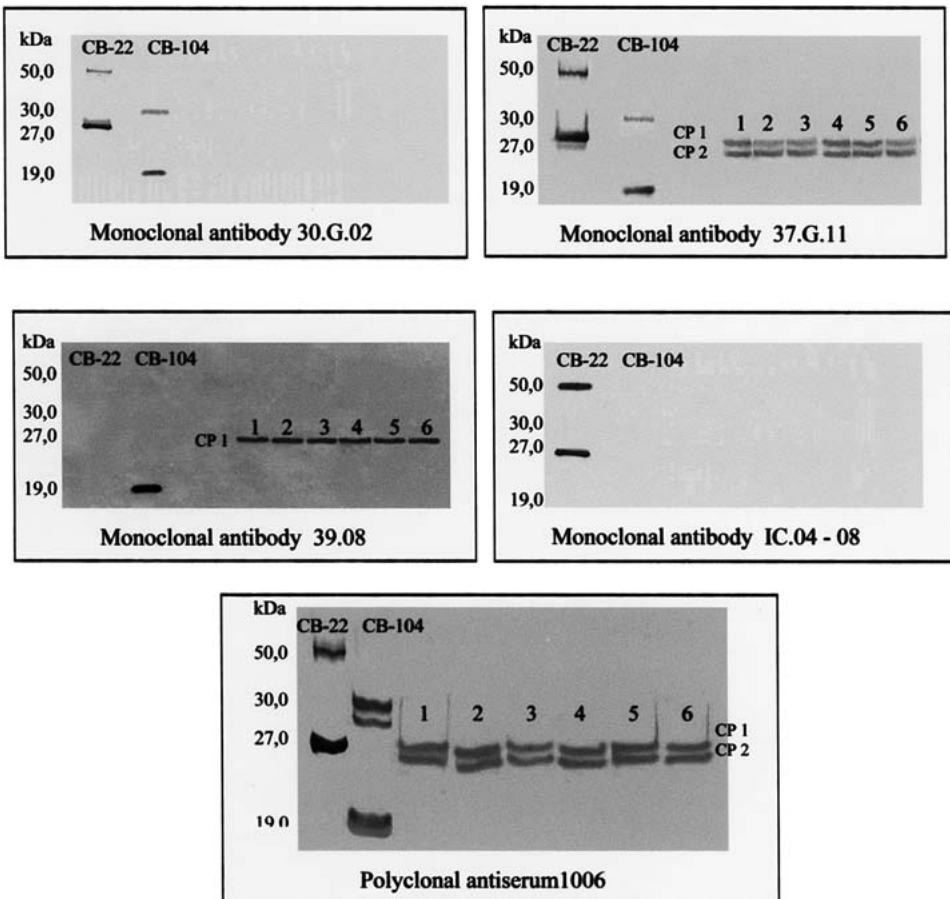 kDa
CB-22 CB-104
50,0
30,0
27,0
19,0
Monoclonal antibody 30.G.02
kDa
CB-22 CB-104
50,0
30,0
1 2 3 4 5 6
CP 1
27,0
CP 2
19,0
Monoclonal antibody 37.G.11
kDa
CB-22 CB-104
50,0
30,0
1 2 3 4 5 6
27,0
CP 1
19,0
Monoclonal antibody 39.08
kDa
CB-22 CB-104
50,0
30,0
27,0
19,0
Monoclonal antibody IC.04 - 08
kDa
CB-22 CB-104
50,0
30,0
1 2 3 4 5 6
CP 1
27,0
CP 2
19,0
Polyclonal antiserum1006